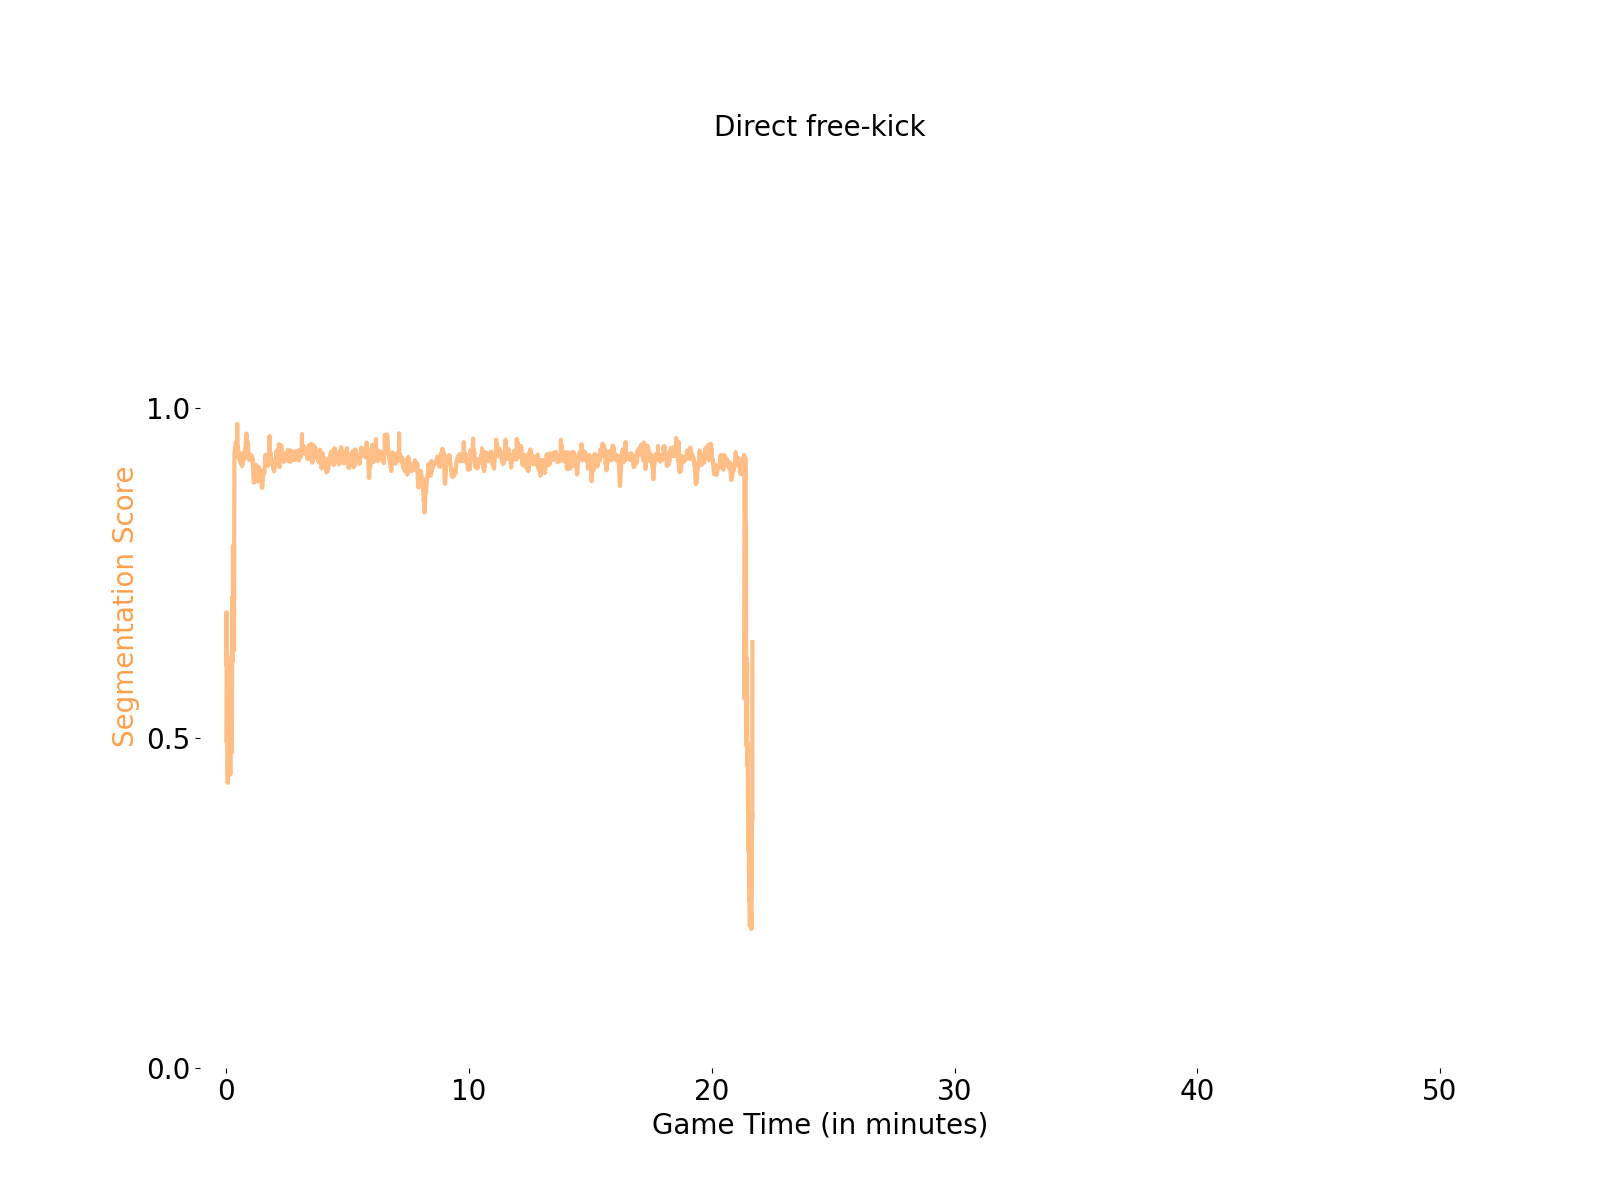 Direct free-kick
1.0
0.5
0.0
Segmentation Score
0 10 20 30 40 50
Game Time (in minutes)